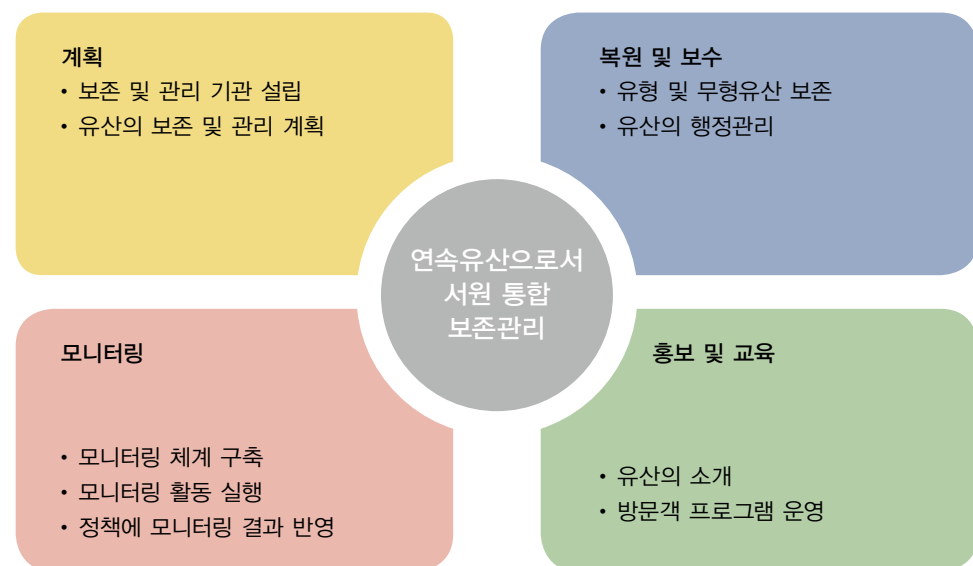 계획
• 보존 및 관리 기관 설립
• 유산의 보존 및 관리 계획
복원 및 보수
• 유형 및 무형유산 보존
• 유산의 행정관리
연속유산으로서
서원 통합
보존관리
모니터링
• 모니터링 체계 구축
• 모니터링 활동 실행
• 정책에 모니터링 결과 반영
홍보 및 교육
• 유산의 소개
• 방문객 프로그램 운영